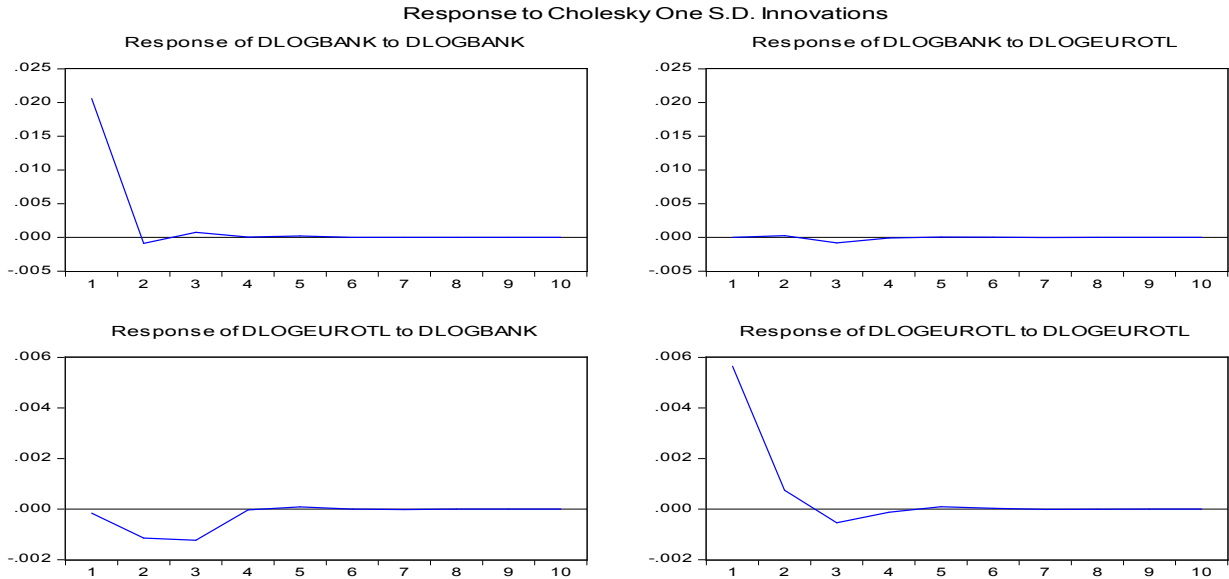 Response to Cholesky One S.D. Innovations
Response of DLOGBANK to DLOGBANK
.025
.020
.015
.010
.005
.000
-.005
1 2 3 4 5 6 7 8 9 10
Response of DLOGBANK to DLOGEUROTL
.025
.020
.015
.010
.005
.000
-.005
1 2 3 4 5 6 7 8 9 10
Response of DLOGEUROTL to DLOGBANK
.006
.004
.002
.000
-.002
1 2 3 4 5 6 7 8 9 10
Response of DLOGEUROTL to DLOGEUROTL
.006
.004
.002
.000
-.002
1 2 3 4 5 6 7 8 9 10